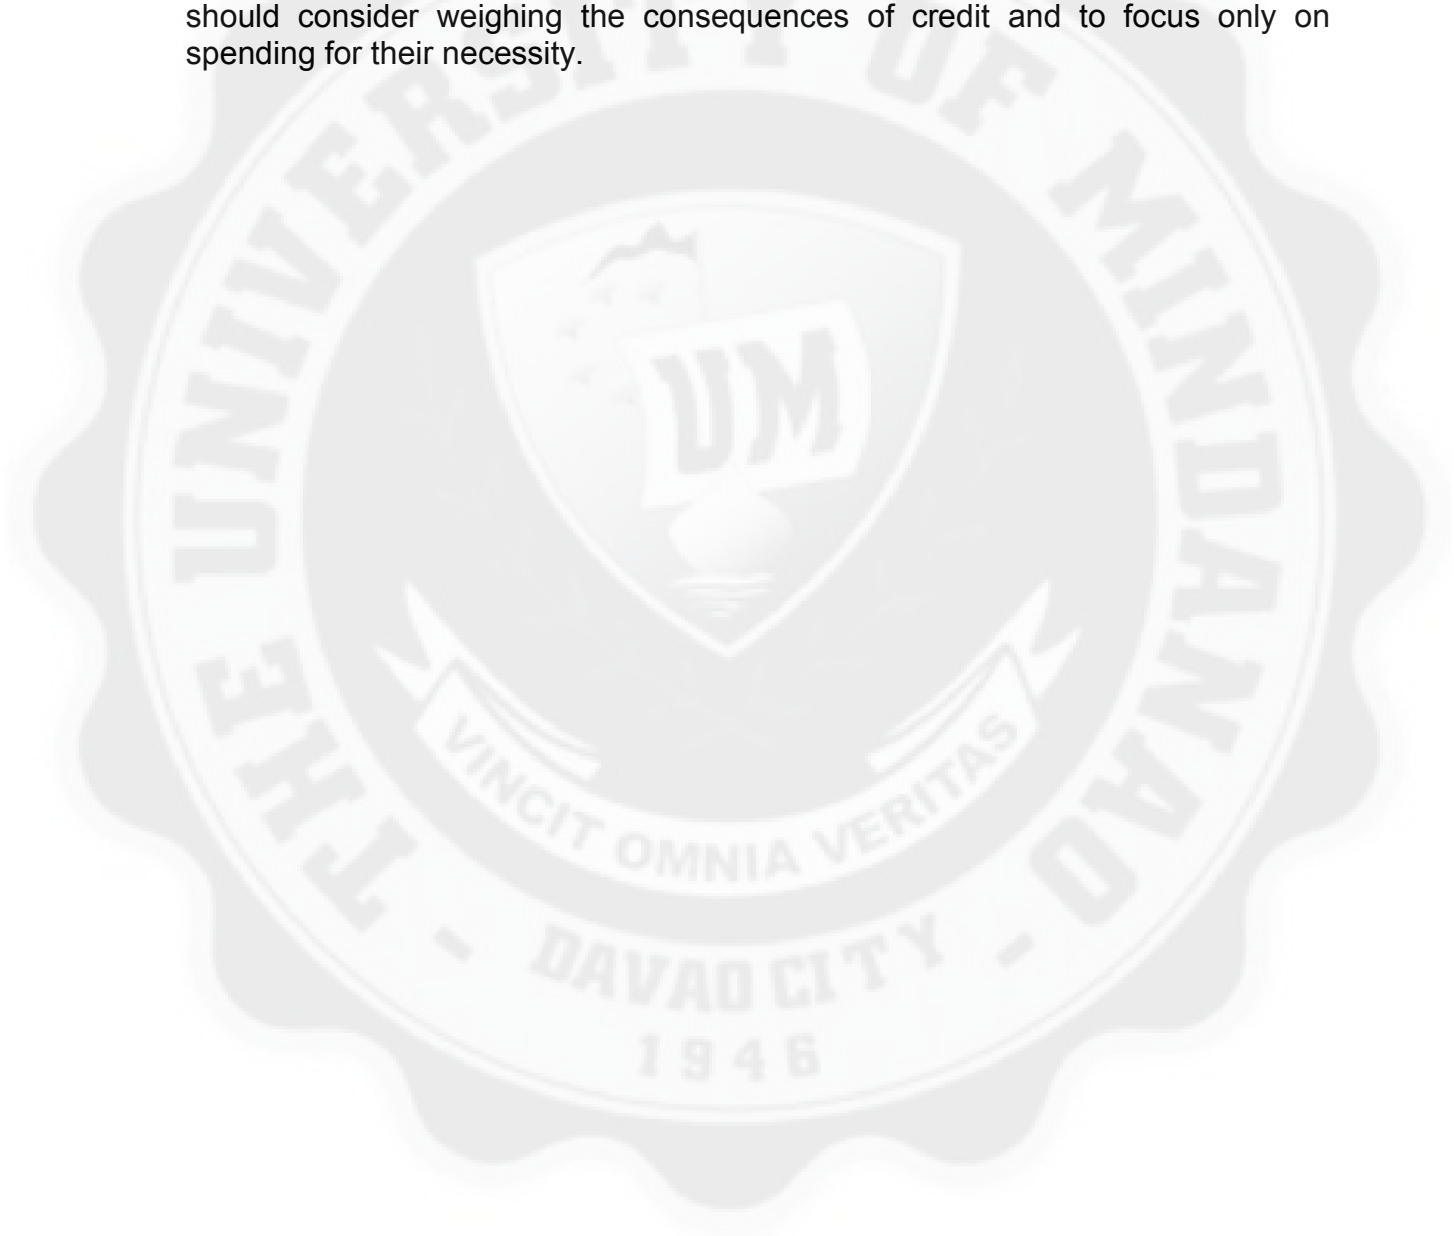 should consider weighing the consequences of credit and to focus only on
spending for their necessity.
THE UNIVERSITY OF MINDANAO
UM
VINCIT OMNIA VERITAS
- DAVAO CITY -
1946